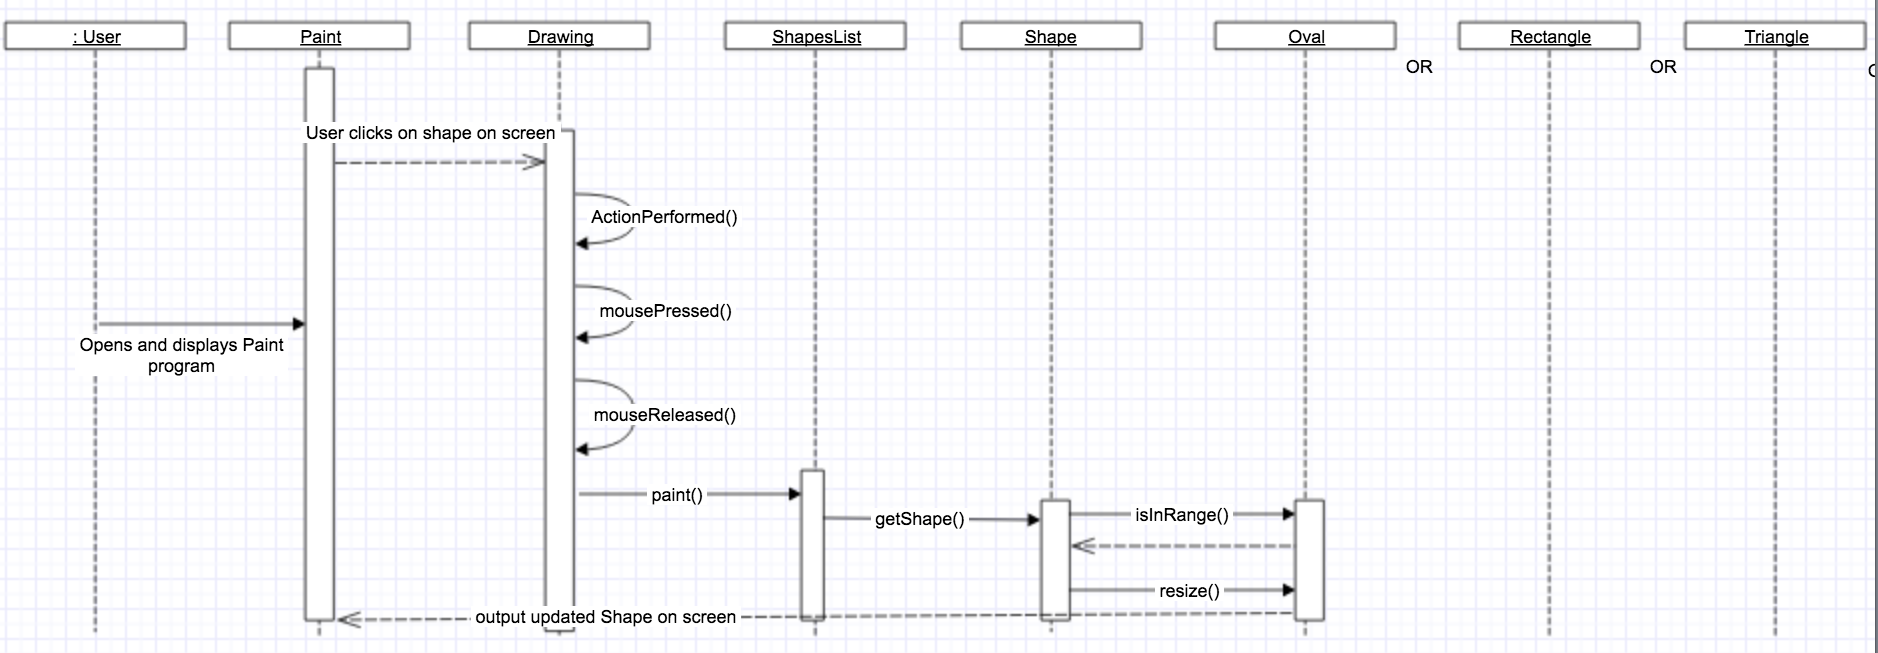 : User
Paint
Drawing
ShapesList
Shape
Oval
Rectangle
Triangle
OR
OR
User clicks on shape on screen
ActionPerformed()
mousePressed()
Opens and displays Paint
program
mouseReleased()
paint()
getShape()
isInRange()
resize()
output updated Shape on screen